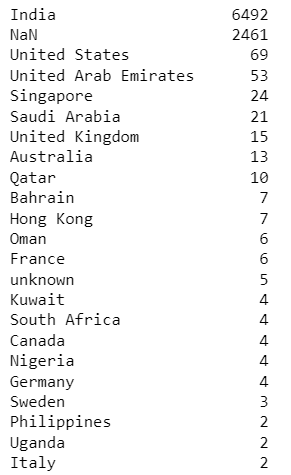 India 6492
NaN 2461
United States 69
United Arab Emirates 53
Singapore 24
Saudi Arabia 21
United Kingdom 15
Australia 13
Qatar 10
Bahrain 7
Hong Kong 7
Oman 6
France 6
unknown 5
Kuwait 4
South Africa 4
Canada 4
Nigeria 4
Germany 4
Sweden 3
Philippines 2
Uganda 2
Italy 2